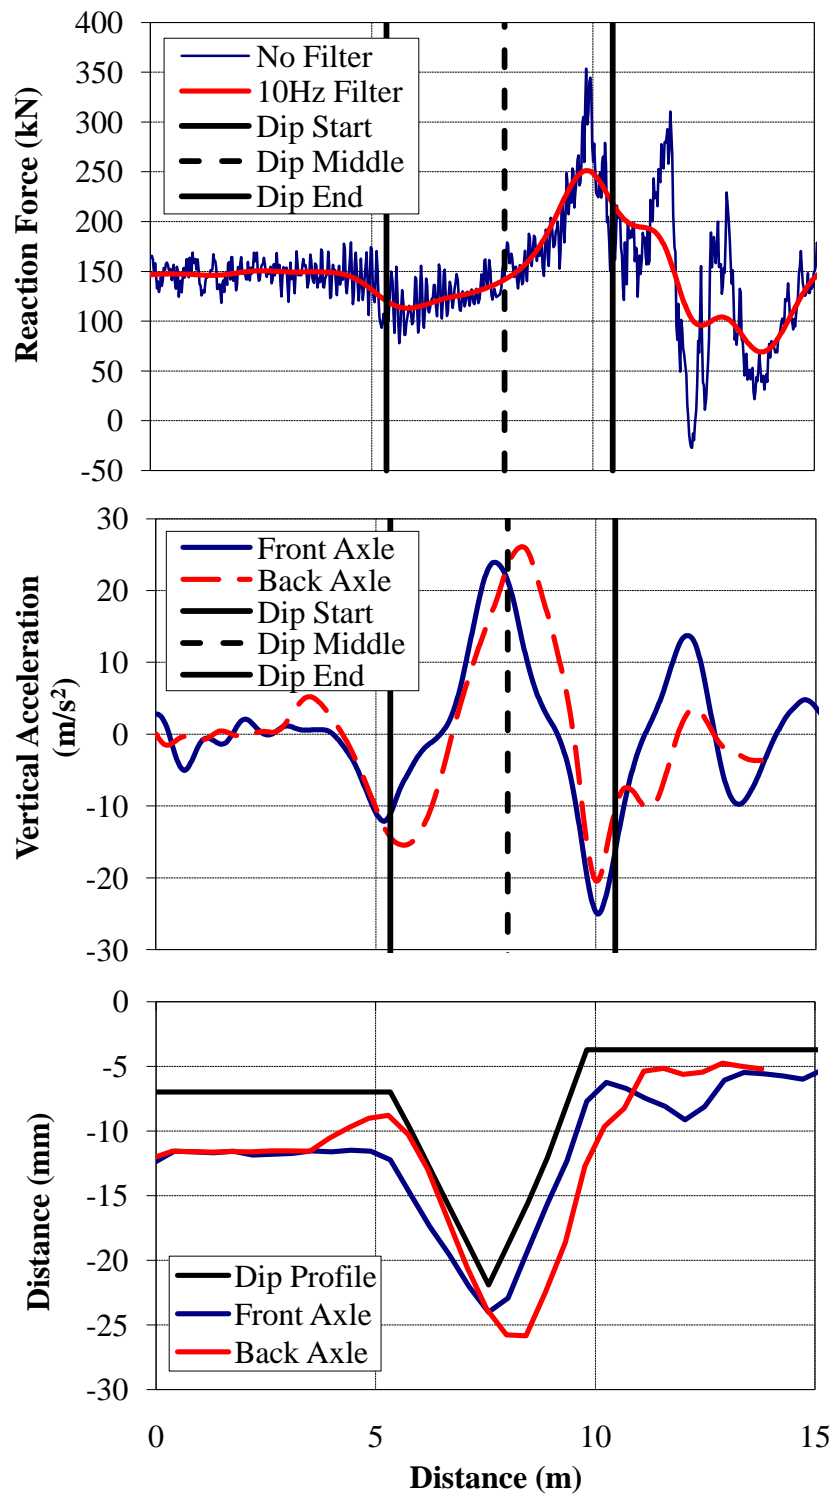 400
350
300
250
200
150
100
50
0
-50
Reaction Force (kN)
No Filter
10Hz Filter
Dip Start
Dip Middle
Dip End
30
20
10
0
-10
-20
-30
Vertical Acceleration
(m/s²)
Front Axle
Back Axle
Dip Start
Dip Middle
Dip End
0
-5
-10
-15
-20
-25
-30
Distance (mm)
Dip Profile
Front Axle
Back Axle
0 5 10 15
Distance (m)